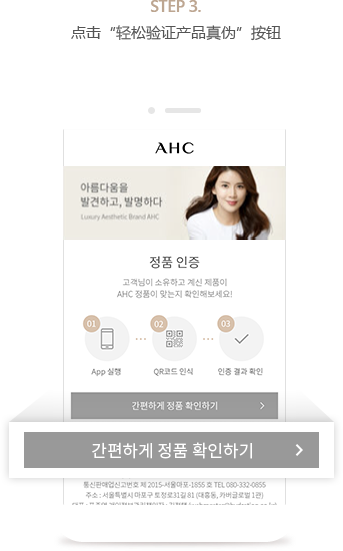 STEP 3.
点击“轻松验证产品真伪”按钮
AHC
아름다움을
발견하고, 발명하다
Luxury Aesthetic Brand AHC
정품 인증
고객님이 소유하고 계신 제품이
AHC 정품이 맞는지 확인해보세요!
01 02 03
App 실행 QR코드 인식 인증 결과 확인
간편하게 정품 확인하기
간편하게 정품 확인하기
통신판매업신고번호 제 2015-서울마포-1855 호 TEL 080-332-0855
주소 : 서울특별시 마포구 토정로31길 81 (대흥동, 카버글로벌 1관)